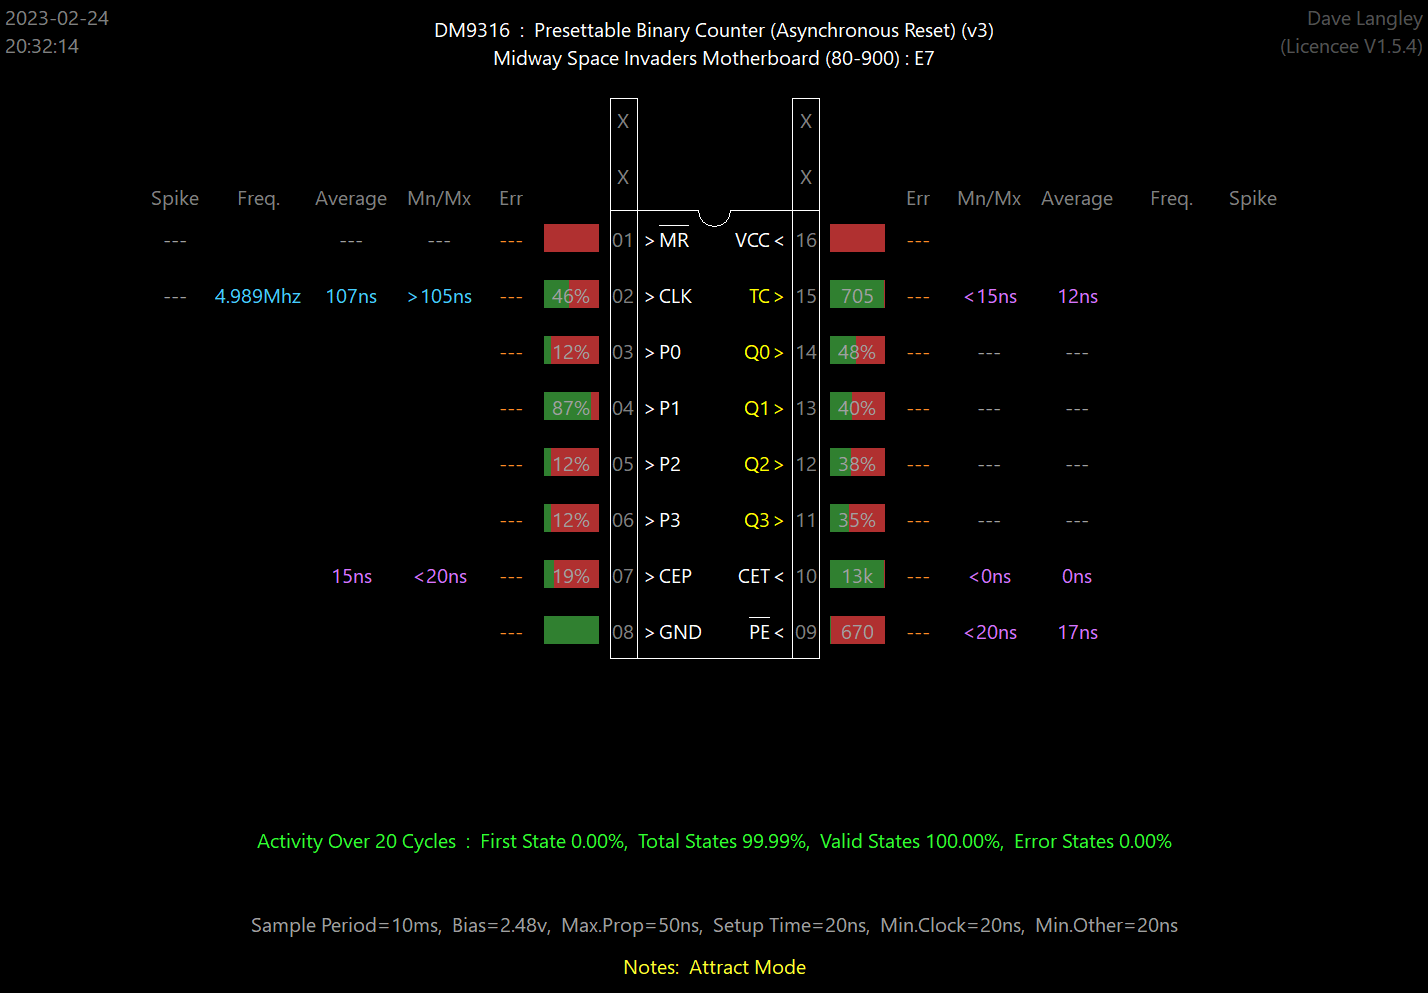 2023-02-24
20:32:14
DM9316 : Presettable Binary Counter (Asynchronous Reset) (v3)
Midway Space Invaders Motherboard (80-900) : E7
Dave Langley
(Licencee V1.5.4)
X X
X X
Spike Freq. Average Mn/Mx Err Err Mn/Mx Average Freq. Spike
--- --- --- --- 01 >MR VCC< 16 ---
--- 4.989Mhz 107ns >105ns --- 46% 02 >CLK TC> 15 705 --- <15ns 12ns
--- 12% 03 >P0 Q0> 14 48% --- --- ---
--- 87% 04 >P1 Q1> 13 40% --- --- ---
--- 12% 05 >P2 Q2> 12 38% --- --- ---
--- 12% 06 >P3 Q3> 11 35% --- --- ---
15ns <20ns --- 19% 07 >CEP CET< 10 13k --- <0ns 0ns
--- 08 >GND PE< 09 670 --- <20ns 17ns
Activity Over 20 Cycles : First State 0.00%, Total States 99.99%, Valid States 100.00%, Error States 0.00%
Sample Period=10ms, Bias=2.48v, Max.Prop=50ns, Setup Time=20ns, Min.Clock=20ns, Min.Other=20ns
Notes: Attract Mode